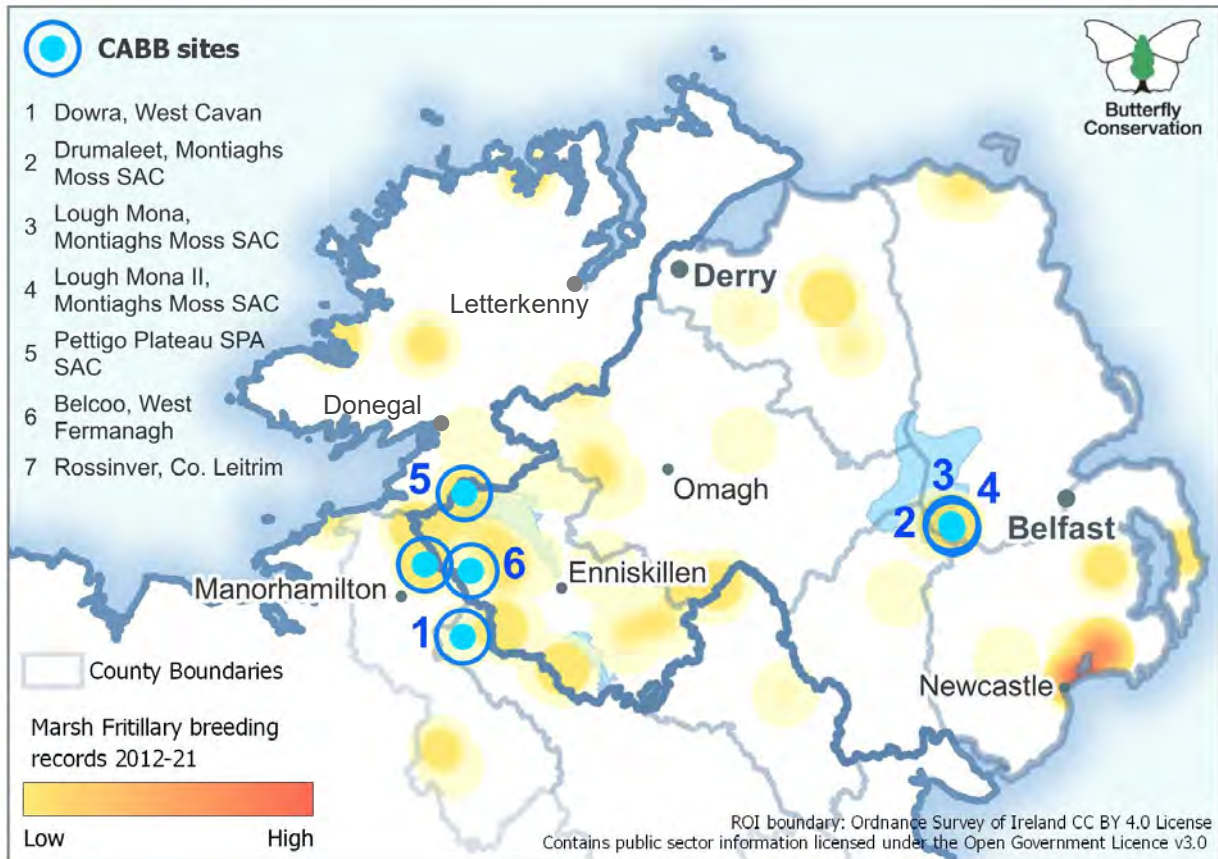 CABB sites
1 Dowra, West Cavan
2 Drumaleet, Montiaghs
Moss SAC
3 Lough Mona,
Montiaghs Moss SAC
4 Lough Mona II,
Montiaghs Moss SAC
5 Pettigo Plateau SPA
SAC
6 Belcoo, West
Fermanagh
7 Rossinver, Co. Leitrim
Butterfly
Conservation
Derry
Letterkenny
Donegal
5
Omagh
3
4
2
Belfast
6
Enniskillen
Manorhamilton
1
Newcastle
County Boundaries
Marsh Fritillary breeding
records 2012-21
Low High
ROI boundary: Ordnance Survey of Ireland CC BY 4.0 License
Contains public sector information licensed under the Open Government Licence v3.0